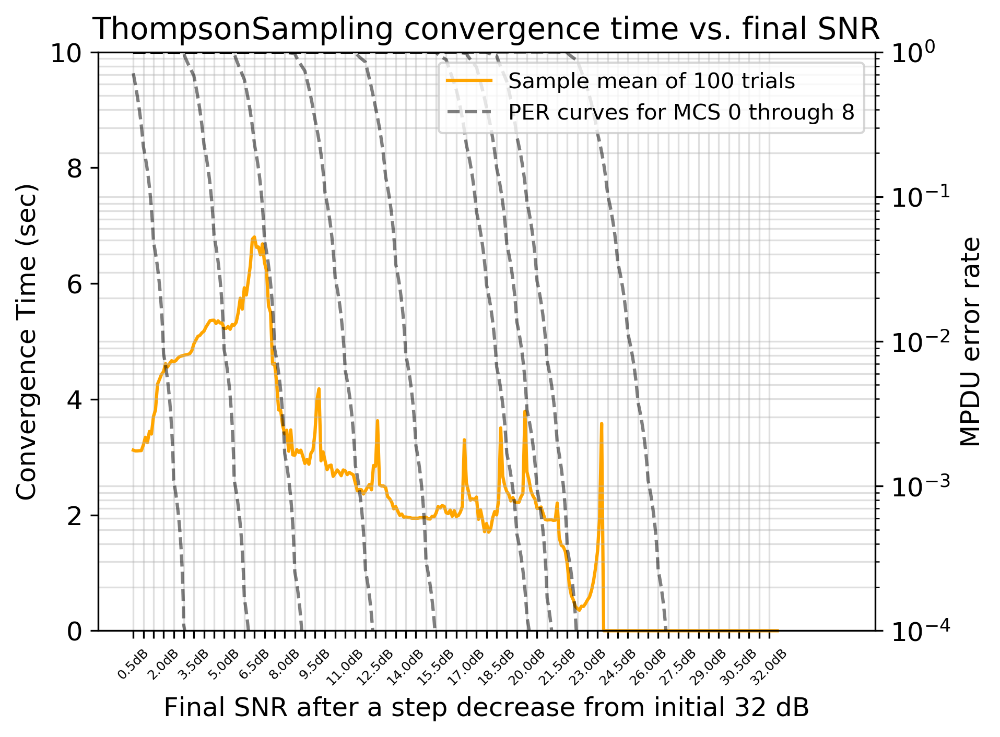 ThompsonSampling convergence time vs. final SNR
10
8
6
4
2
0
Convergence Time (sec)
Sample mean of 100 trials
PER curves for MCS 0 through 8
10⁰
10⁻¹
10⁻²
10⁻³
10⁻⁴
MPDU error rate
0.5dB 2.0dB 3.5dB 5.0dB 6.5dB 8.0dB 9.5dB 11.0dB 12.5dB 14.0dB 15.5dB 17.0dB 18.5dB 20.0dB 21.5dB 23.0dB 24.5dB 26.0dB 27.5dB 29.0dB 30.5dB 32.0dB
Final SNR after a step decrease from initial 32 dB